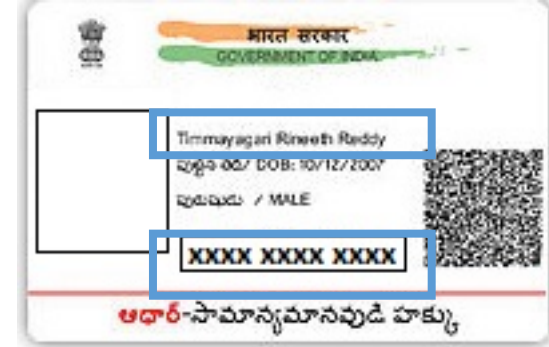 भारत सरकार
GOVERNMENT OF INDIA
Timmayagari Rineeth Reddy
DOB: 10/12/2007
పురుషుడు / MALE
XXXX XXXX XXXX
ఆధార్-సామాన్యమానవుడి హక్కు